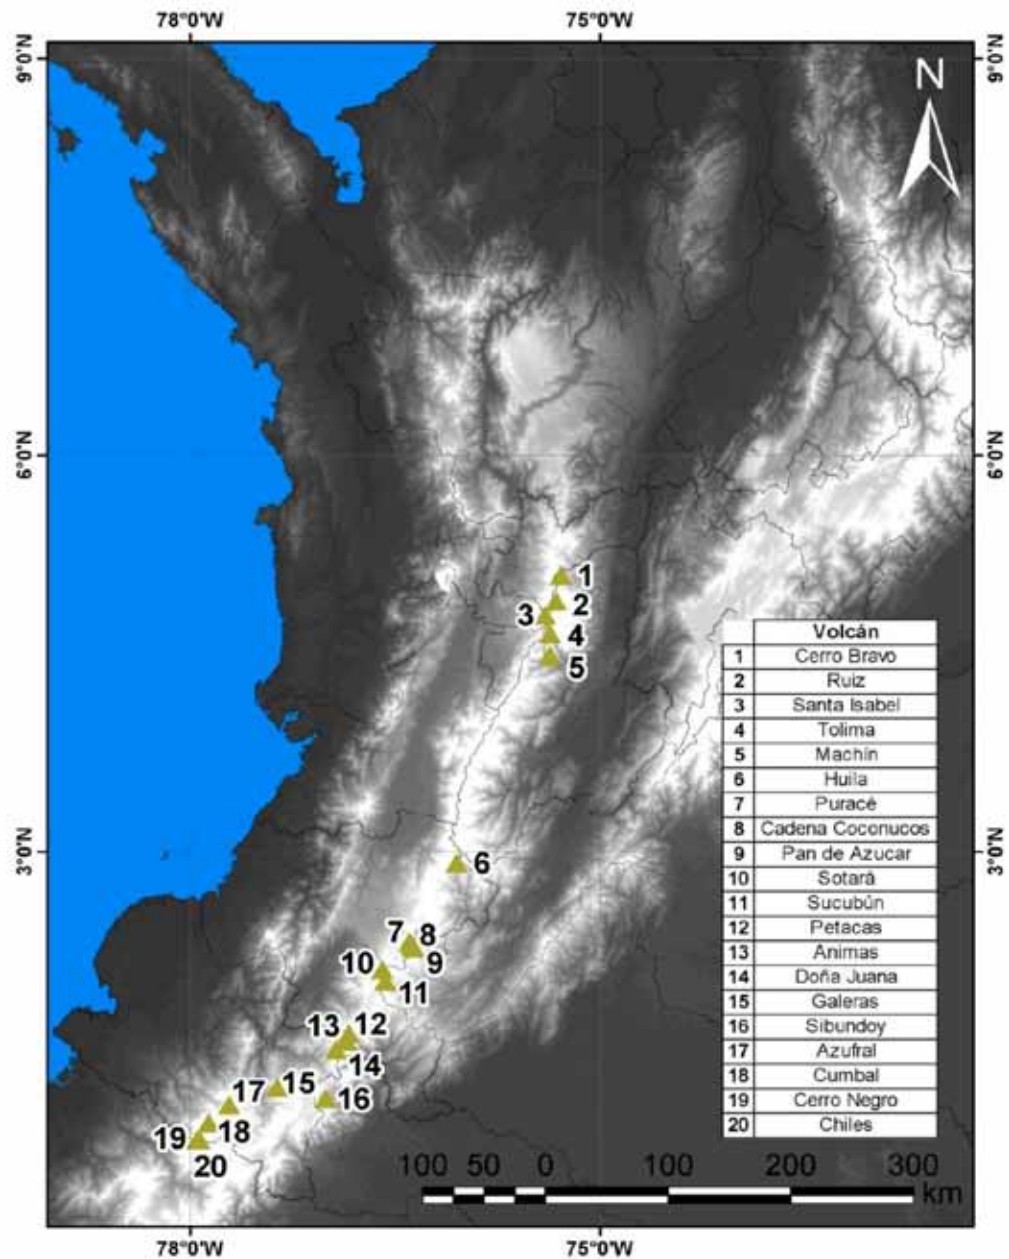 78°0'W 75°0'W
9°0'N 9°0'N
N
6°0'N 6°0'N
1
2
3
4
5
Volcán
1 Cerro Bravo
2 Ruiz
3 Santa Isabel
4 Tolima
5 Machín
6 Huila
7 Puracé
8 Cadena Coconucos
9 Pan de Azucar
10 Sotará
11 Sucubún
12 Petacas
13 Animas
14 Doña Juana
15 Galeras
16 Sibundoy
17 Azufral
18 Cumbal
19 Cerro Negro
20 Chiles
3°0'N 3°0'N
6
7 8
9
10
11
13 12
14
15
16
17
18
19
20
100 50 0 100 200 300
km
78°0'W 75°0'W